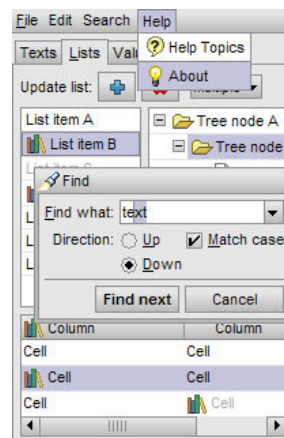 File Edit Search Help
Help Topics
About
Texts Lists
Update list:
List item A
Tree node A
List item B
Tree node
Find
Find what: text
Direction: Up Match case
Down
Find next Cancel
Column Column
Cell Cell
Cell Cell
Cell Cell